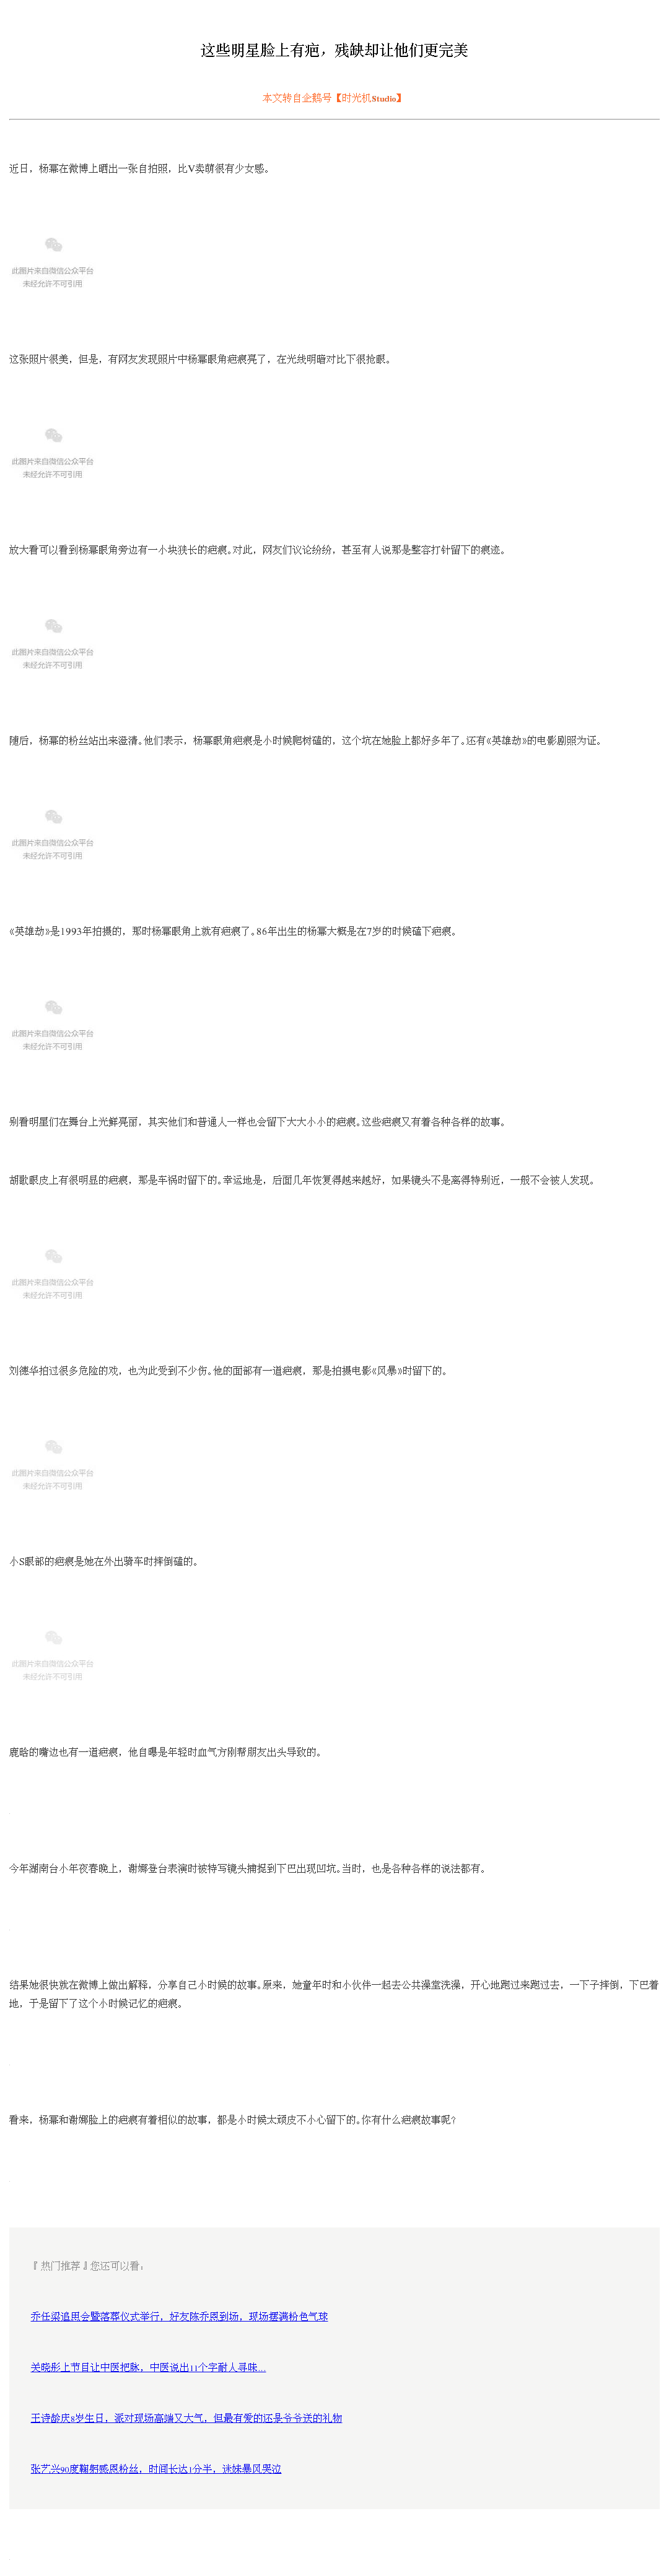 这些明星脸上有疤，残缺却让他们更完美
本文转自企鹅号【时光机Studio】
近日，杨幂在微博上晒出一张自拍照，比V卖萌很有少女感。
此图片来自微信公众平台
未经允许不可引用
这张照片很美，但是，有网友发现照片中杨幂眼角疤痕亮了，在光线明暗对比下很抢眼。
此图片来自微信公众平台
未经允许不可引用
放大看可以看到杨幂眼角旁边有一小块狭长的疤痕。对此，网友们议论纷纷，甚至有人说那是整容打针留下的痕迹。
此图片来自微信公众平台
未经允许不可引用
随后，杨幂的粉丝站出来澄清。他们表示，杨幂眼角疤痕是小时候爬树磕的，这个坑在她脸上都好多年了。还有《英雄劫》的电影剧照为证。
此图片来自微信公众平台
未经允许不可引用
《英雄劫》是1993年拍摄的，那时杨幂眼角上就有疤痕了。86年出生的杨幂大概是在7岁的时候磕下疤痕。
此图片来自微信公众平台
未经允许不可引用
别看明星们在舞台上光鲜亮丽，其实他们和普通人一样也会留下大大小小的疤痕。这些疤痕又有着各种各样的故事。
胡歌眼皮上有很明显的疤痕，那是车祸时留下的。幸运地是，后面几年恢复得越来越好，如果镜头不是离得特别近，一般不会被人发现。
此图片来自微信公众平台
未经允许不可引用
刘德华拍过很多危险的戏，也为此受到不少伤。他的面部有一道疤痕，那是拍摄电影《风暴》时留下的。
此图片来自微信公众平台
未经允许不可引用
小S眼部的疤痕是她在外出骑车时摔倒磕的。
此图片来自微信公众平台
未经允许不可引用
鹿晗的嘴边也有一道疤痕，他自曝是年轻时血气方刚帮朋友出头导致的。
今年湖南台小年夜春晚上，谢娜登台表演时被特写镜头捕捉到下巴出现凹坑。当时，也是各种各样的说法都有。
结果她很快就在微博上做出解释，分享自己小时候的故事。原来，她童年时和小伙伴一起去公共澡堂洗澡，开心地跑过来跑过去，一下子摔倒，下巴着
地，于是留下了这个小时候记忆的疤痕。
看来，杨幂和谢娜脸上的疤痕有着相似的故事，都是小时候太顽皮不小心留下的。你有什么疤痕故事呢？
『 热门推荐 』您还可以看：
乔任梁追思会暨落葬仪式举行，好友陈乔恩到场，现场摆满粉色气球
关晓彤上节目让中医把脉，中医说出11个字耐人寻味...
王诗龄庆8岁生日，派对现场高端又大气，但最有爱的还是爷爷送的礼物
张艺兴90度鞠躬感恩粉丝，时间长达1分半，迷妹暴风哭泣